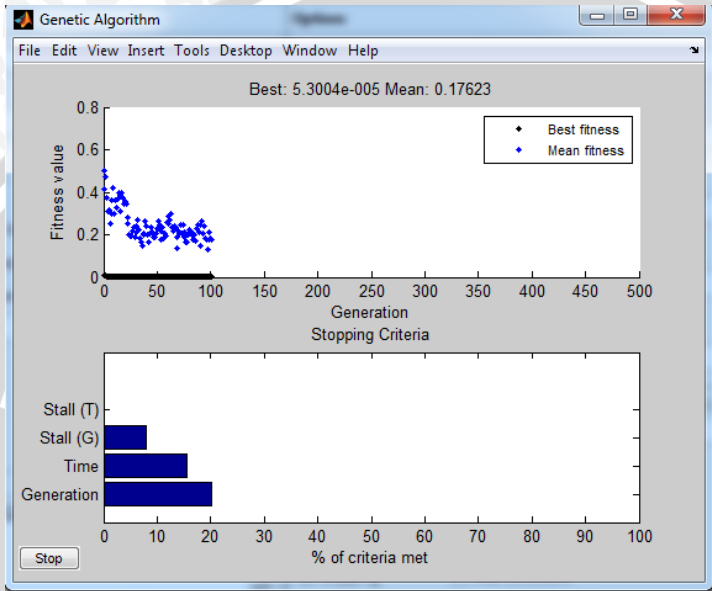 Genetic Algorithm
File Edit View Insert Tools Desktop Window Help
Best: 5.3004e-005 Mean: 0.17623
Fitness value
0.8
0.6
0.4
0.2
0
Best fitness
Mean fitness
0 50 100 150 200 250 300 350 400 450 500
Generation
Stopping Criteria
Stall (T)
Stall (G)
Time
Generation
0 10 20 30 40 50 60 70 80 90 100
% of criteria met
Stop